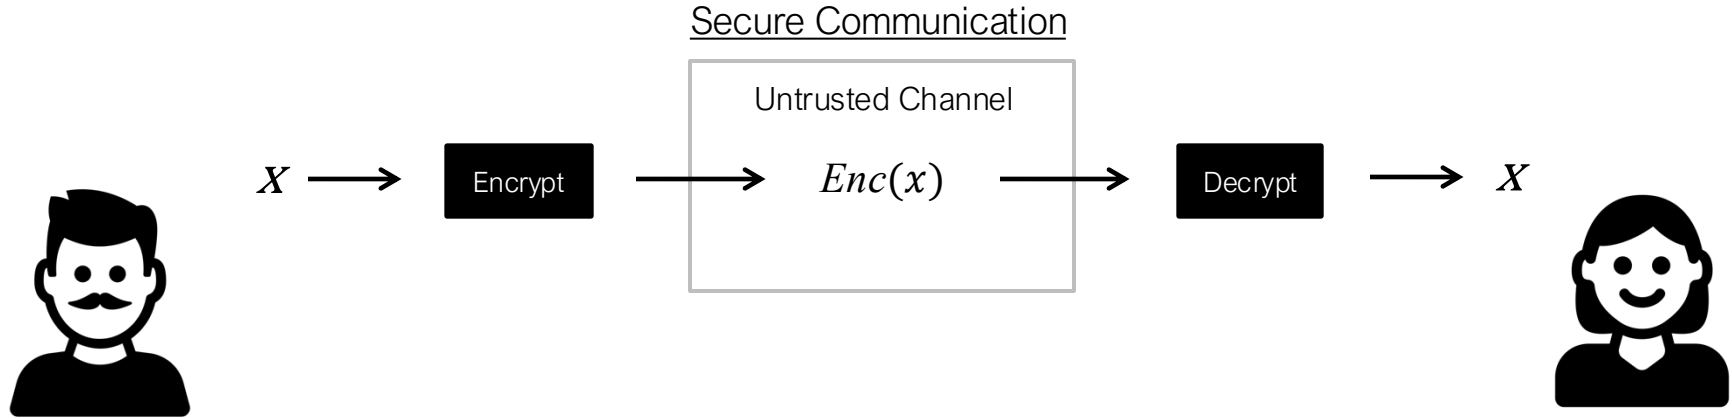 Secure Communication
Untrusted Channel
x Encrypt Enc(x) Decrypt x